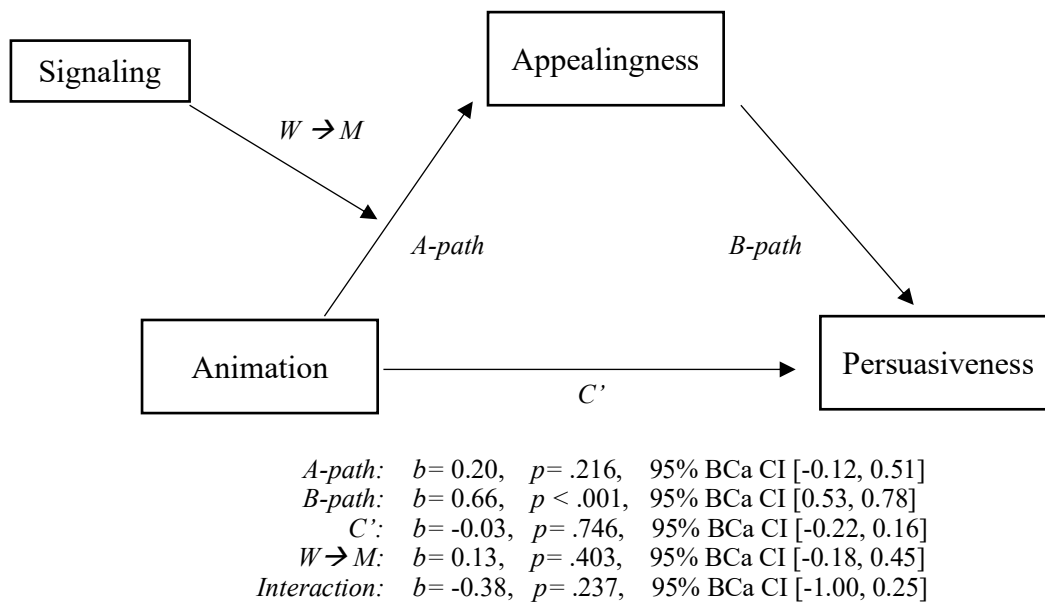 Signaling
Appealingness
W → M
A-path
B-path
Animation
Persuasiveness
C’
A-path: b= 0.20, p= .216, 95% BCa CI [-0.12, 0.51]
B-path: b= 0.66, p < .001, 95% BCa CI [0.53, 0.78]
C’: b= -0.03, p= .746, 95% BCa CI [-0.22, 0.16]
W → M: b= 0.13, p= .403, 95% BCa CI [-0.18, 0.45]
Interaction: b= -0.38, p= .237, 95% BCa CI [-1.00, 0.25]